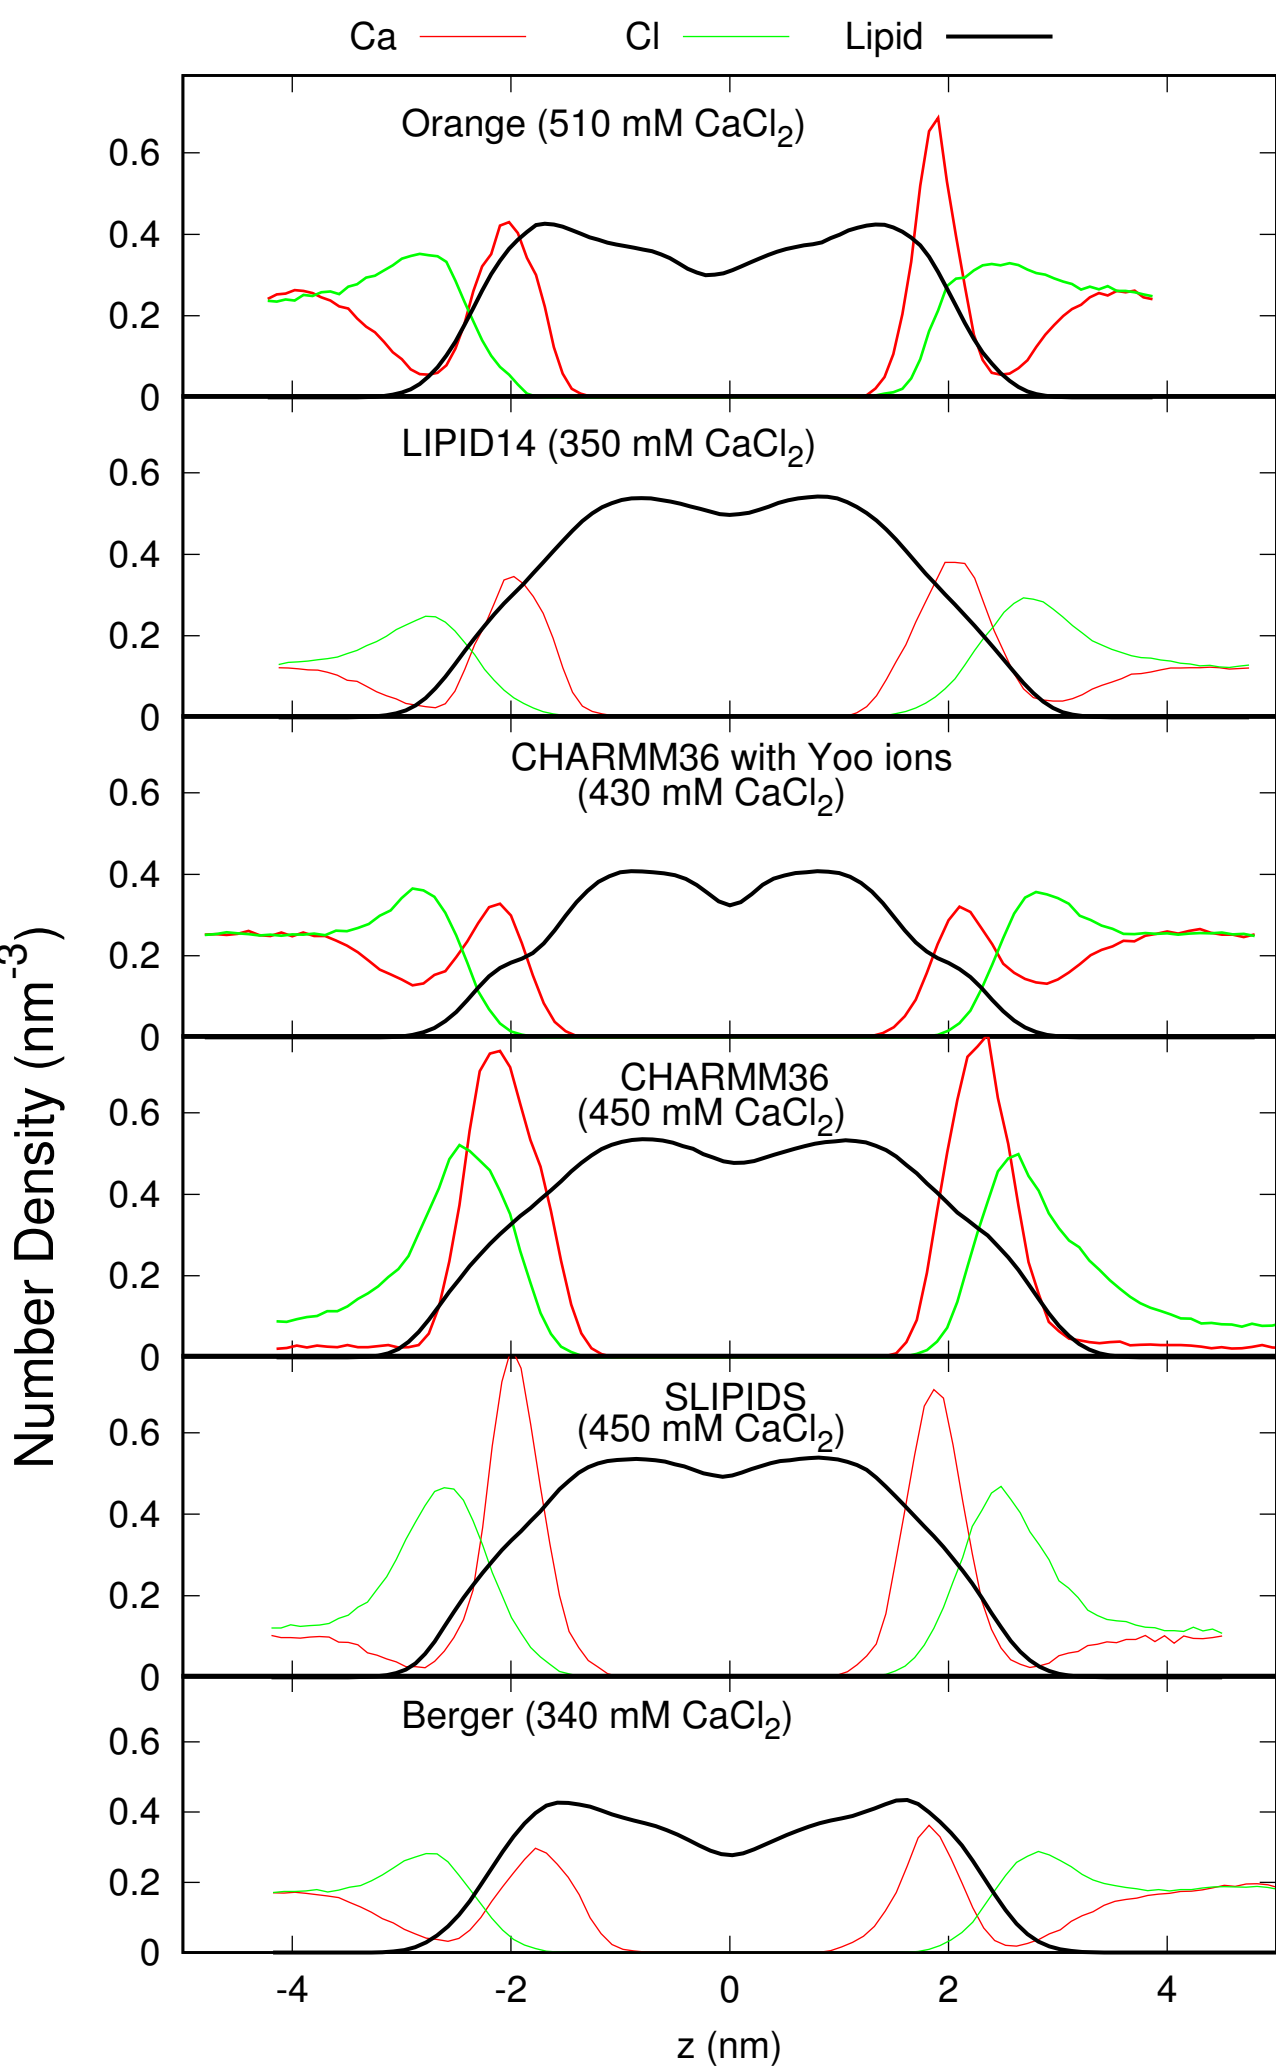 Ca Cl Lipid
Orange (510 mM CaCl₂)
0.6
0.4
0.2
0
LIPID14 (350 mM CaCl₂)
0.6
0.4
0.2
0
CHARMM36 with Yoo ions
(430 mM CaCl₂)
0.6
0.4
0.2
0
CHARMM36
(450 mM CaCl₂)
0.6
0.4
0.2
0
SLIPIDS
(450 mM CaCl₂)
0.6
0.4
0.2
0
Berger (340 mM CaCl₂)
0.6
0.4
0.2
0
-4 -2 0 2 4
z (nm)
Number Density (nm⁻³)